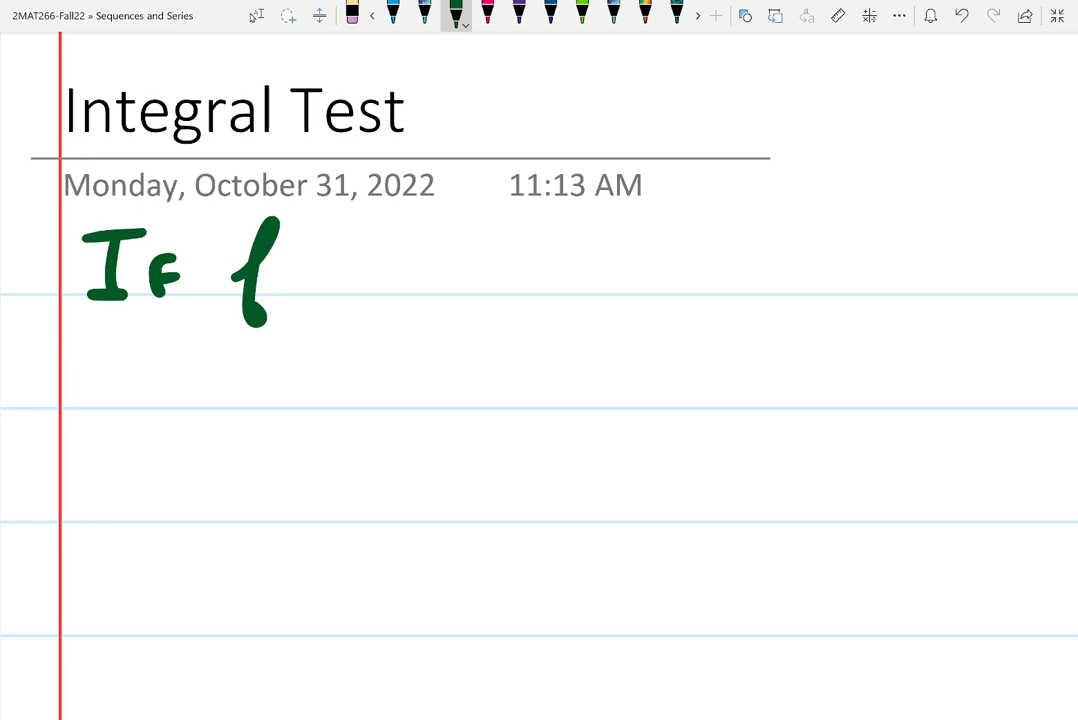 2MAT266-Fall22 » Sequences and Series
Integral Test
Monday, October 31, 2022 11:13 AM
If f